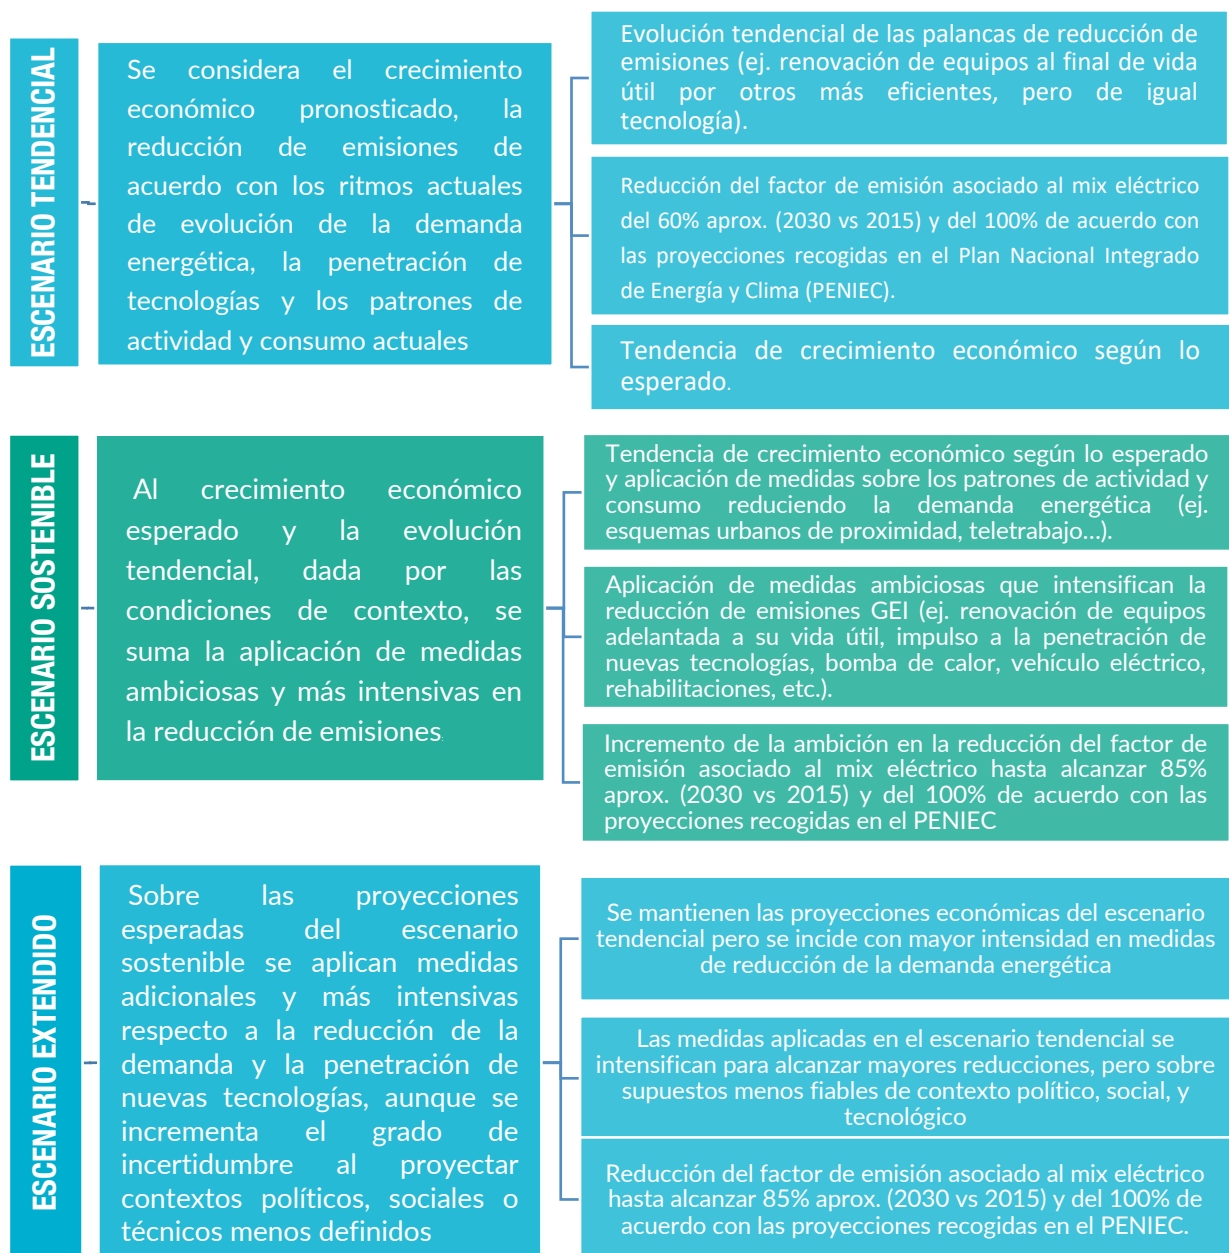 ESCENARIO TENDENCIAL
Se considera el crecimiento
económico pronosticado, la
reducción de emisiones de
acuerdo con los ritmos actuales
de evolución de la demanda
energética, la penetración de
tecnologías y los patrones de
actividad y consumo actuales
Evolución tendencial de las palancas de reducción de
emisiones (ej. renovación de equipos al final de vida
útil por otros más eficientes, pero de igual
tecnología).
Reducción del factor de emisión asociado al mix eléctrico
del 60% aprox. (2030 vs 2015) y del 100% de acuerdo con
las proyecciones recogidas en el Plan Nacional Integrado
de Energía y Clima (PENIEC).
Tendencia de crecimiento económico según lo
esperado.
ESCENARIO SOSTENIBLE
Al crecimiento económico
esperado y la evolución
tendencial, dada por las
condiciones de contexto, se
suma la aplicación de medidas
ambiciosas y más intensivas en
la reducción de emisiones.
Tendencia de crecimiento económico según lo esperado
y aplicación de medidas sobre los patrones de actividad y
consumo reduciendo la demanda energética (ej.
esquemas urbanos de proximidad, teletrabajo...).
Aplicación de medidas ambiciosas que intensifican la
reducción de emisiones GEI (ej. renovación de equipos
adelantada a su vida útil, impulso a la penetración de
nuevas tecnologías, bomba de calor, vehículo eléctrico,
rehabilitaciones, etc.).
Incremento de la ambición en la reducción del factor de
emisión asociado al mix eléctrico hasta alcanzar 85%
aprox. (2030 vs 2015) y del 100% de acuerdo con las
proyecciones recogidas en el PENIEC
ESCENARIO EXTENDIDO
Sobre las proyecciones
esperadas del escenario
sostenible se aplican medidas
adicionales y más intensivas
respecto a la reducción de la
demanda y la penetración de
nuevas tecnologías, aunque se
incrementa el grado de
incertidumbre al proyectar
contextos políticos, sociales o
técnicos menos definidos
Se mantienen las proyecciones económicas del escenario
tendencial pero se incide con mayor intensidad en medidas
de reducción de la demanda energética
Las medidas aplicadas en el escenario tendencial se
intensifican para alcanzar mayores reducciones, pero sobre
supuestos menos fiables de contexto político, social, y
tecnológico
Reducción del factor de emisión asociado al mix eléctrico
hasta alcanzar 85% aprox. (2030 vs 2015) y del 100% de
acuerdo con las proyecciones recogidas en el PENIEC.